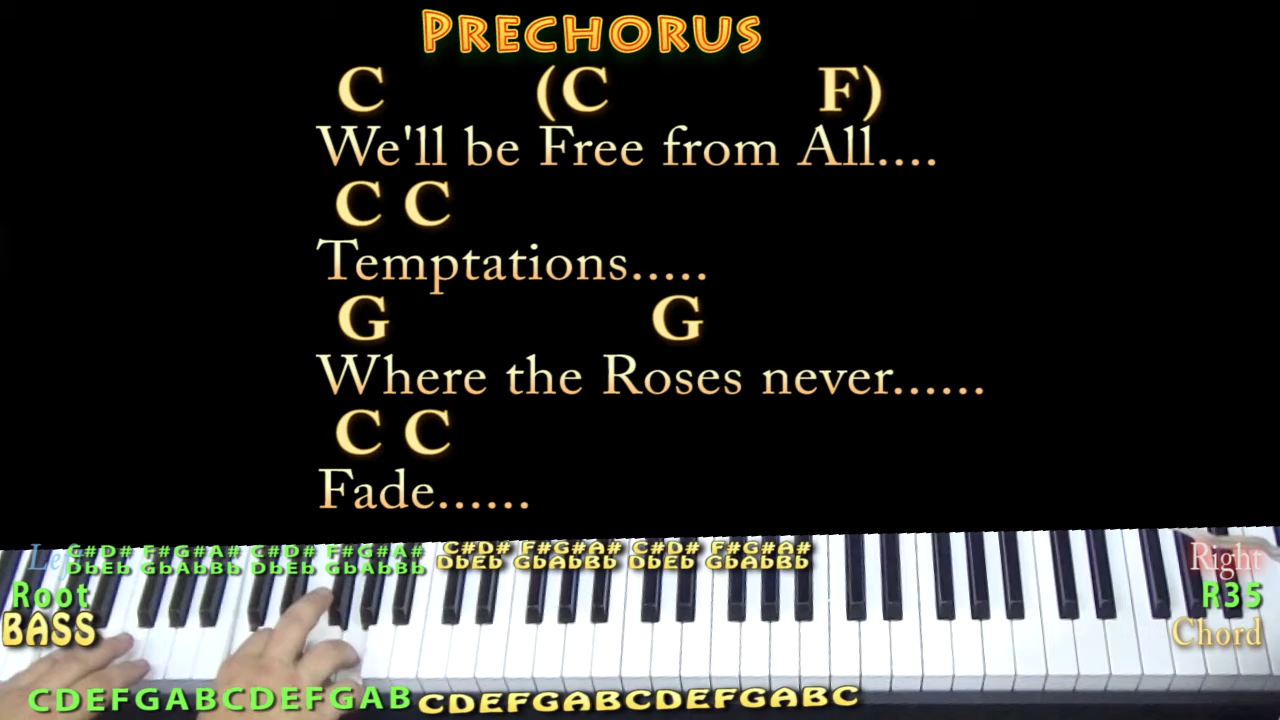 PRECHORUS
C (C F)
We'll be Free from All....
C C
Temptations.....
G G
Where the Roses never......
C C
Fade......
C#D# F#G#A# C#D# F#G#A# C#D# F#G#A# C#D# F#G#A#
DbEb GbAbBb DbEb GbAbBb DbEb GbAbBb DbEb GbAbBb
Root
BASS
Right
R35
Chord
CDEFGABCDEFGAB CDEFGABCDEFGABC